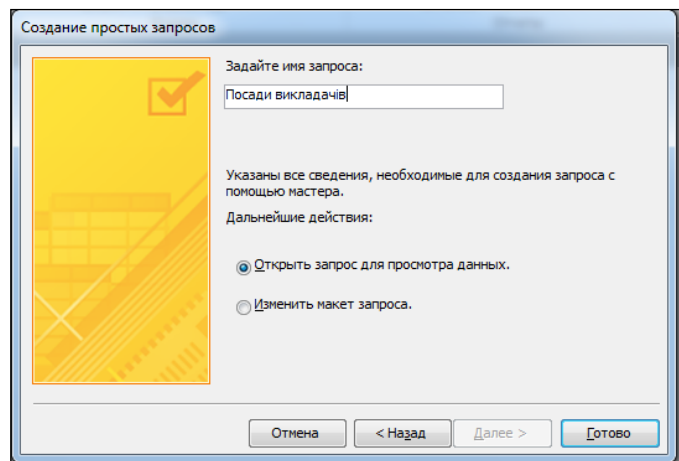 Создание простых запросов
Задайте имя запроса:
Посади викладачів
Указаны все сведения, необходимые для создания запроса с
помощью мастера.
Дальнейшие действия:
Открыть запрос для просмотра данных.
Изменить макет запроса.
Отмена < Назад Далее > Готово